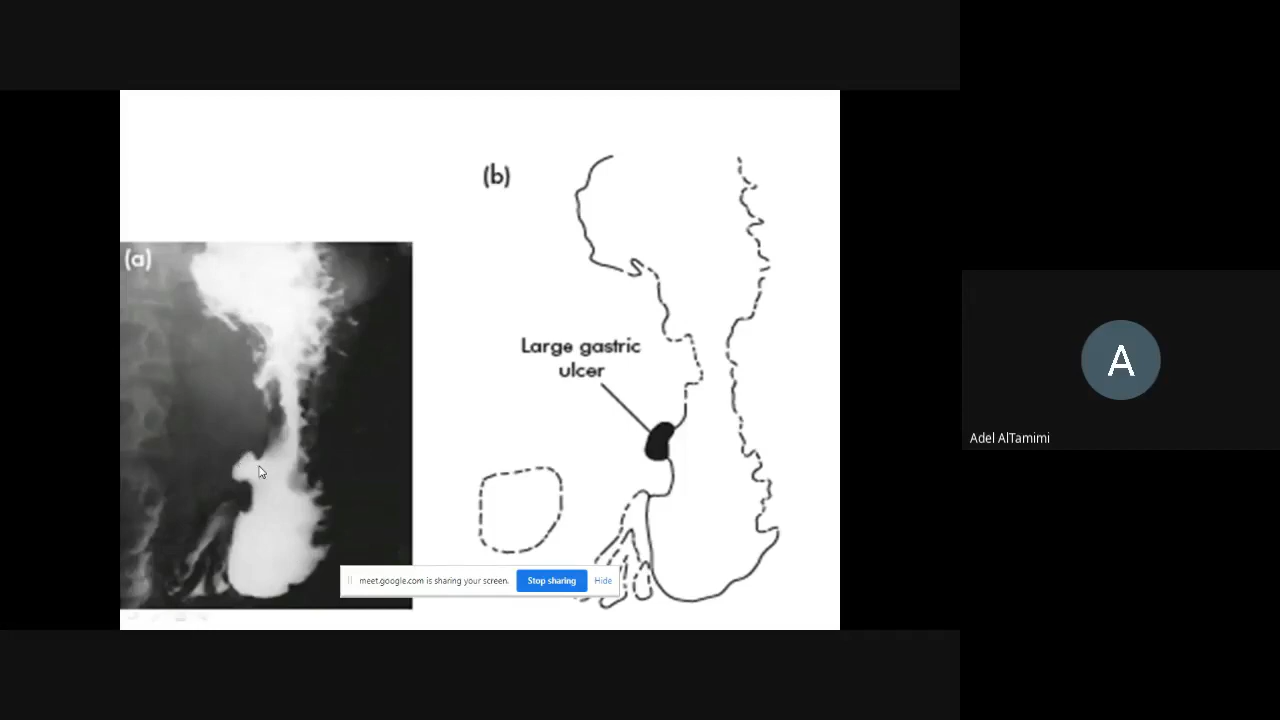 (b)
(a)
Large gastric
ulcer
meet.google.com is sharing your screen.
Stop sharing
Hide
A
Adel AlTamimi